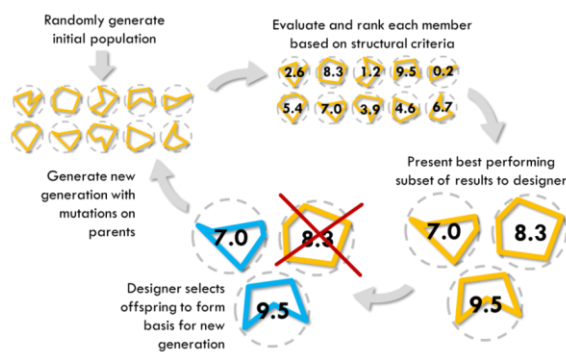 Randomly generate
initial population
Evaluate and rank each member
based on structural criteria
2.6 8.3 1.2 9.5 0.2
5.4 7.0 3.9 4.6 6.7
Present best performing
subset of results to designer
7.0 8.3
9.5
Designer selects
offspring to form
basis for new
generation
7.0 8.3
9.5
Generate new
generation with
mutations on
parents